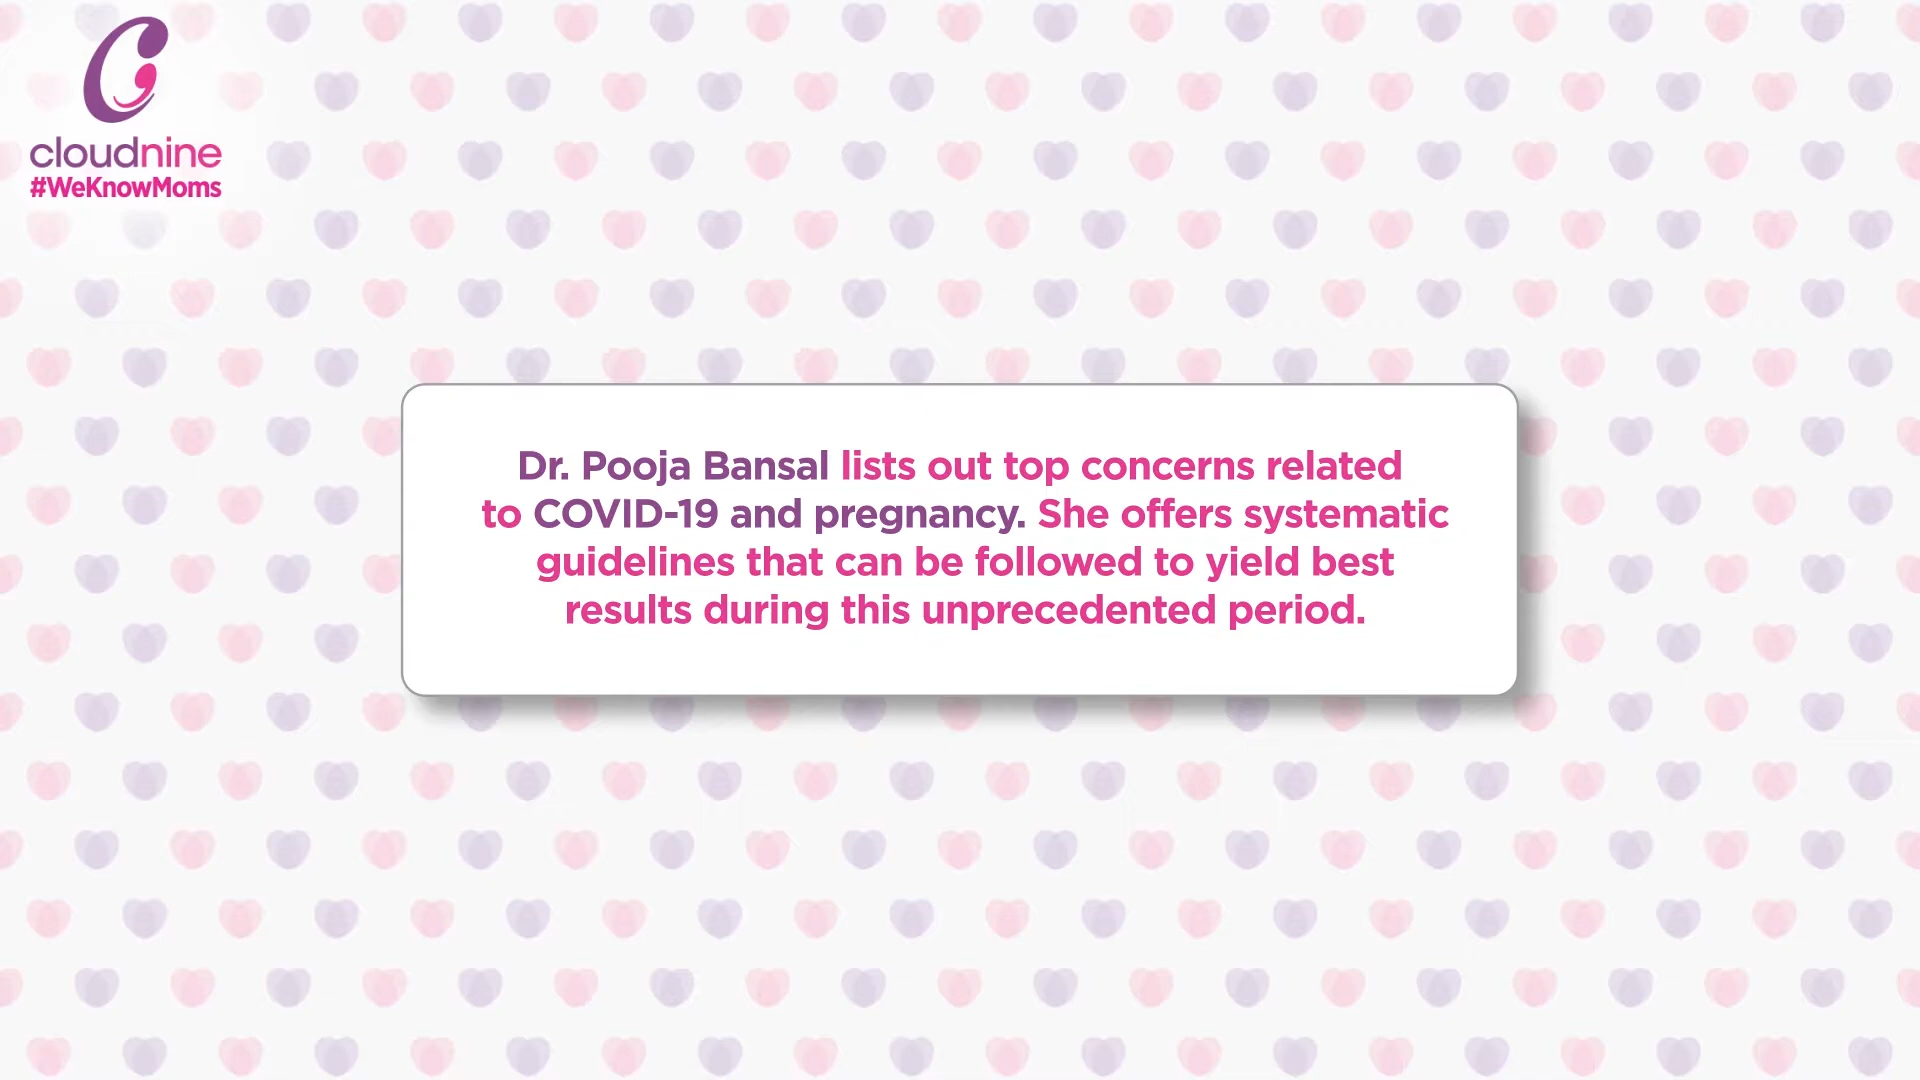 cloudnine
#WeKnowMoms
Dr. Pooja Bansal lists out top concerns related
to COVID-19 and pregnancy. She offers systematic
guidelines that can be followed to yield best
results during this unprecedented period.